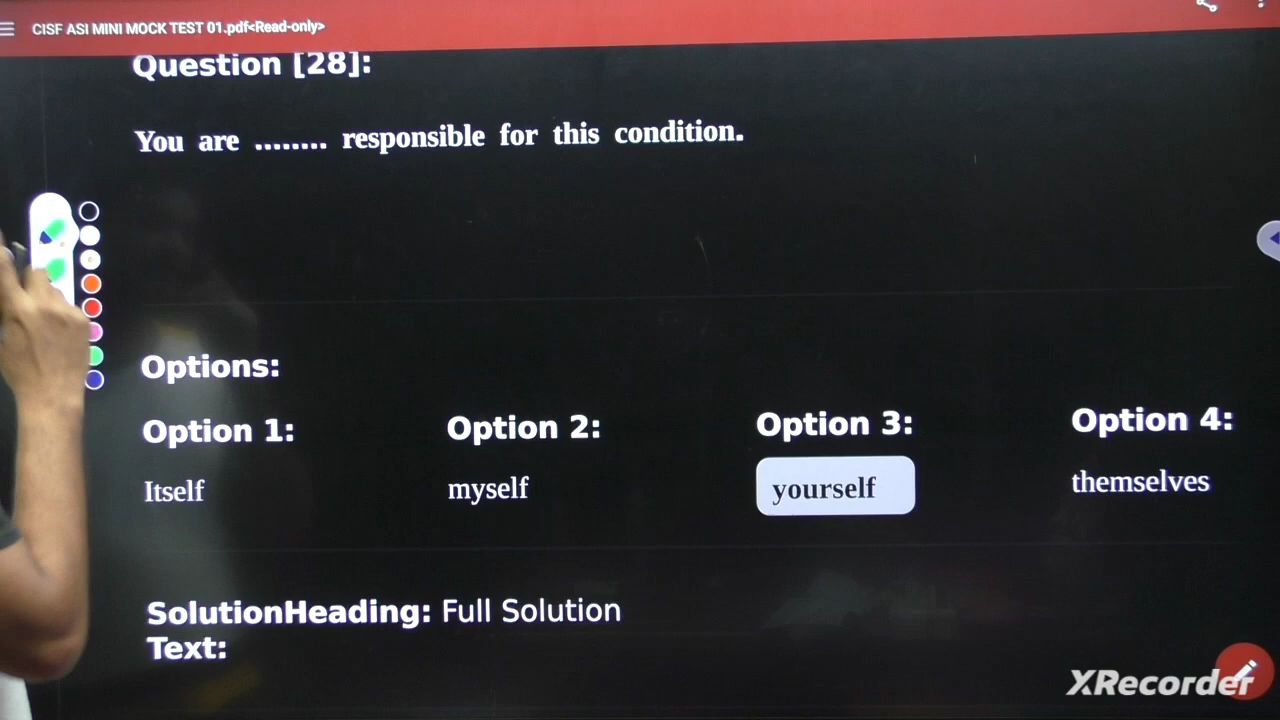 CISF ASI MINI MOCK TEST 01.pdf<Read-only>
Question [28]:
You are ........ responsible for this condition.
Options:
Option 1: Option 2: Option 3: Option 4:
Itself myself yourself themselves
SolutionHeading: Full Solution
Text:
XRecorder